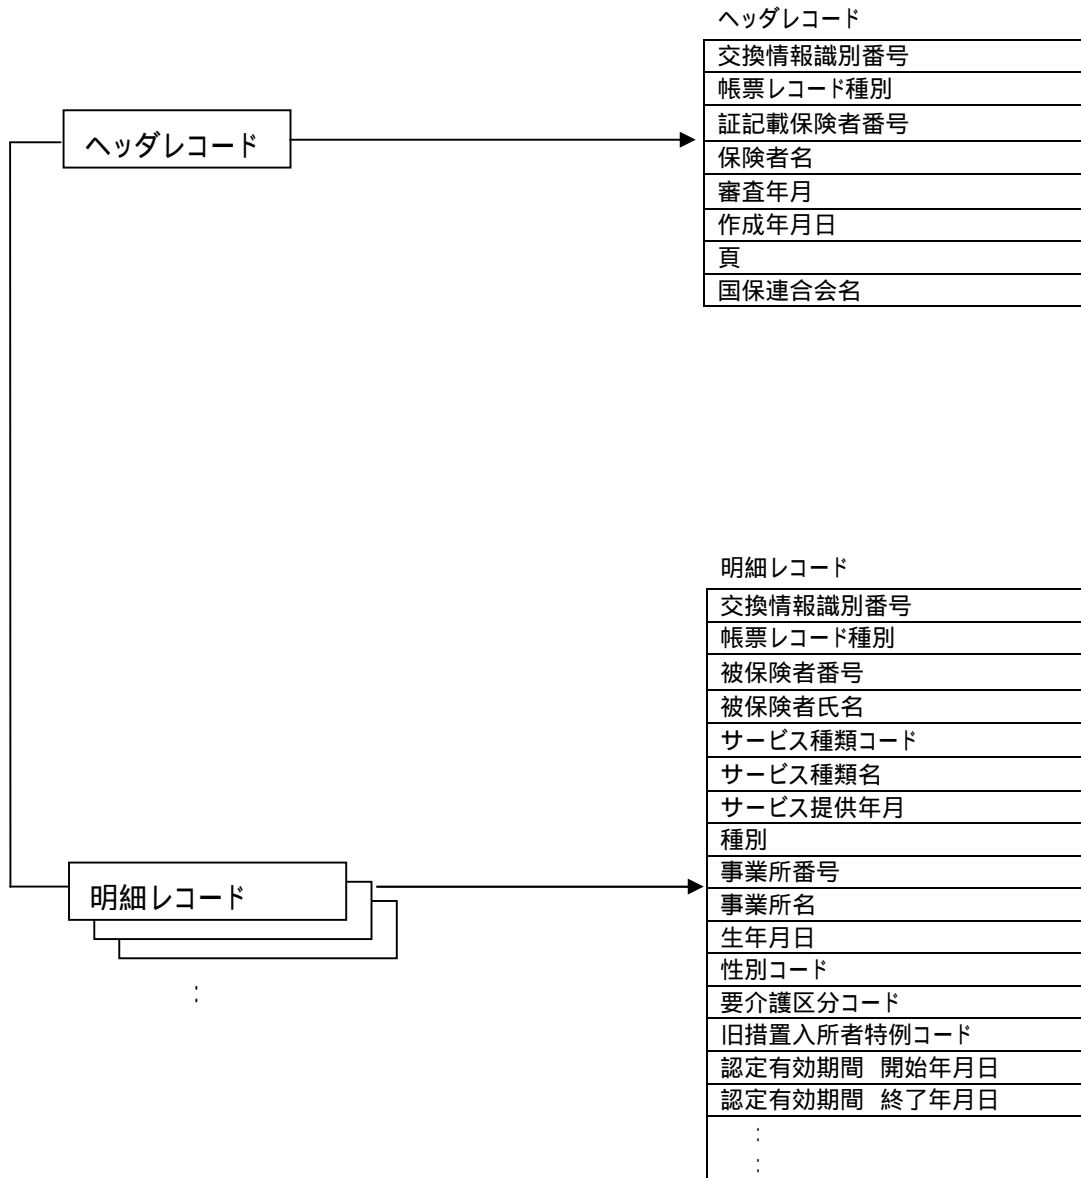 ヘッダレコード
交換情報識別番号
帳票レコード種別
証記載保険者番号
保険者名
審査年月
作成年月日
頁
国保連合会名
ヘッダレコード
明細レコード
交換情報識別番号
帳票レコード種別
被保険者番号
被保険者氏名
サービス種類コード
サービス種類名
サービス提供年月
種別
事業所番号
事業所名
生年月日
性別コード
要介護区分コード
旧措置入所者特例コード
認定有効期間 開始年月日
認定有効期間 終了年月日
:
:
明細レコード
: